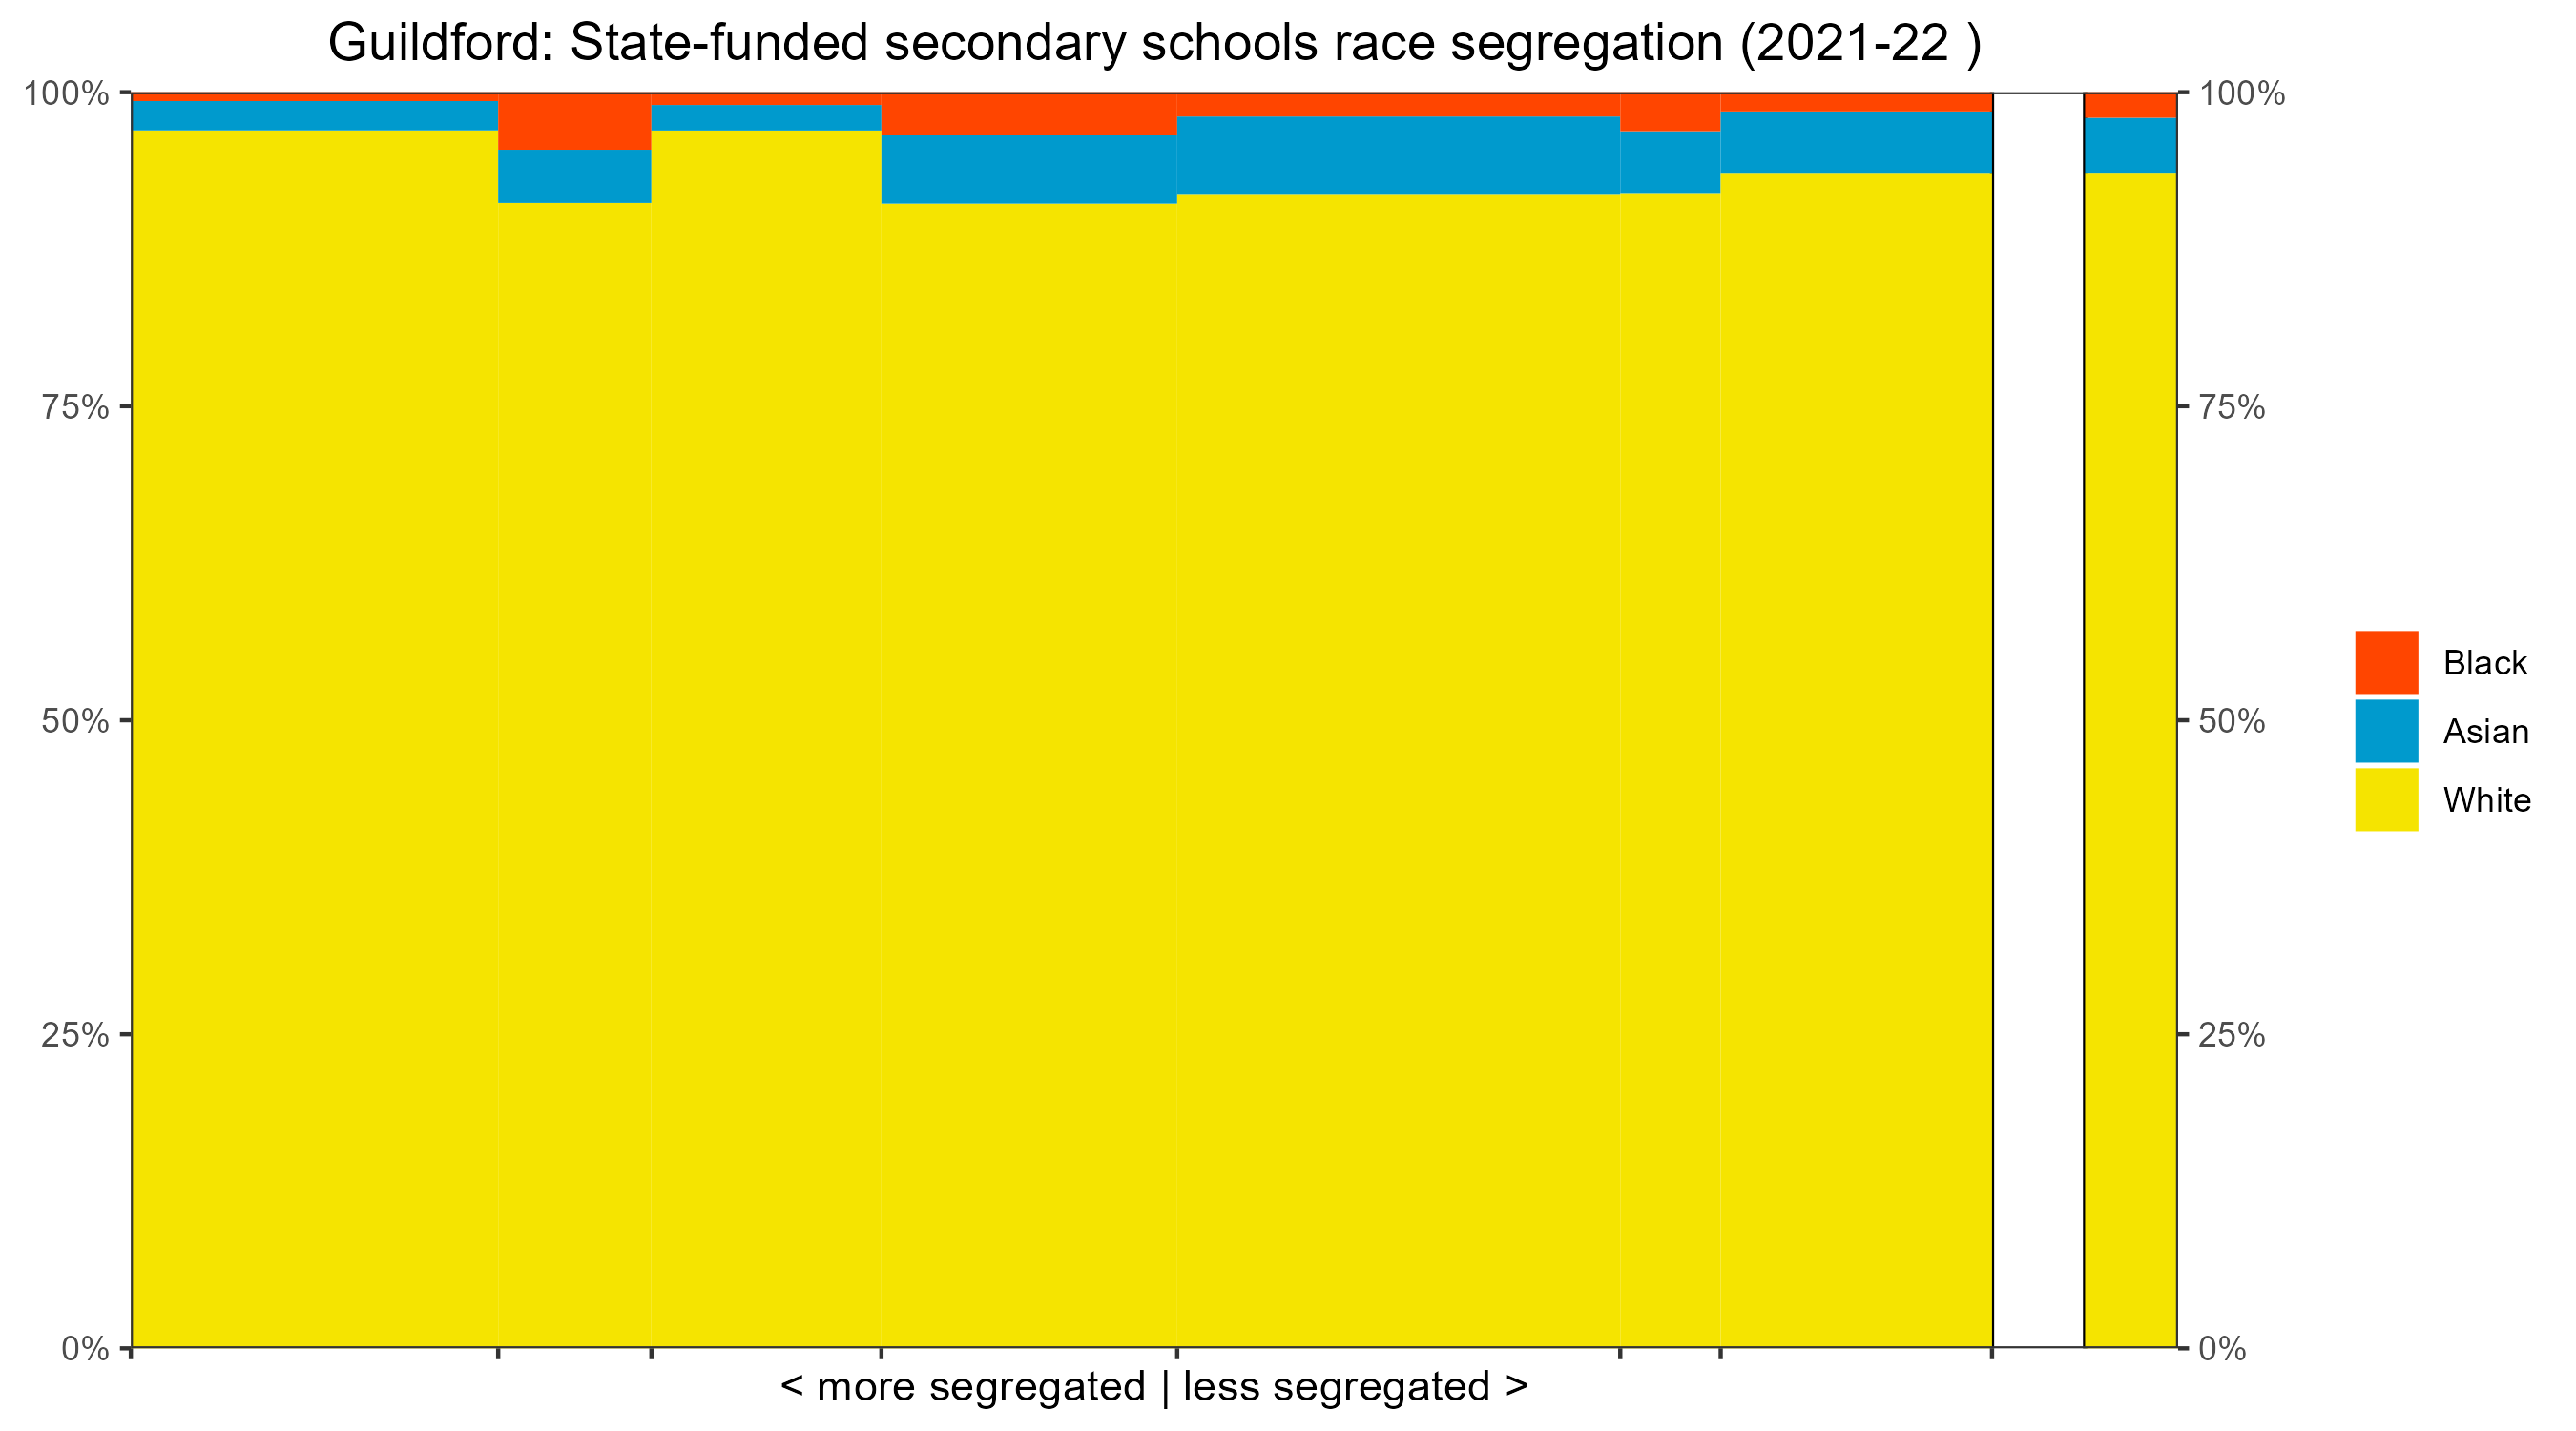 Guildford: State-funded secondary schools race segregation (2021-22 )
100%
75%
50%
25%
0%
100%
75%
50%
25%
0%
Black
Asian
White
< more segregated | less segregated >